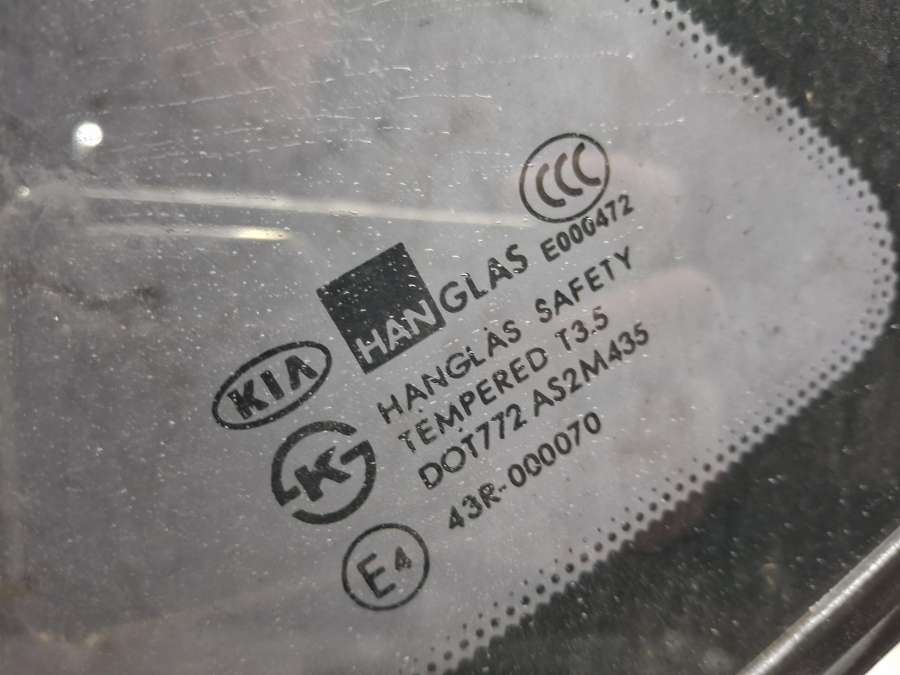 CCC
HANGLAS E000472
KIA HANGLAS SAFETY
TEMPERED T3.5
K DOT772 AS2M435
E4 43R-000070